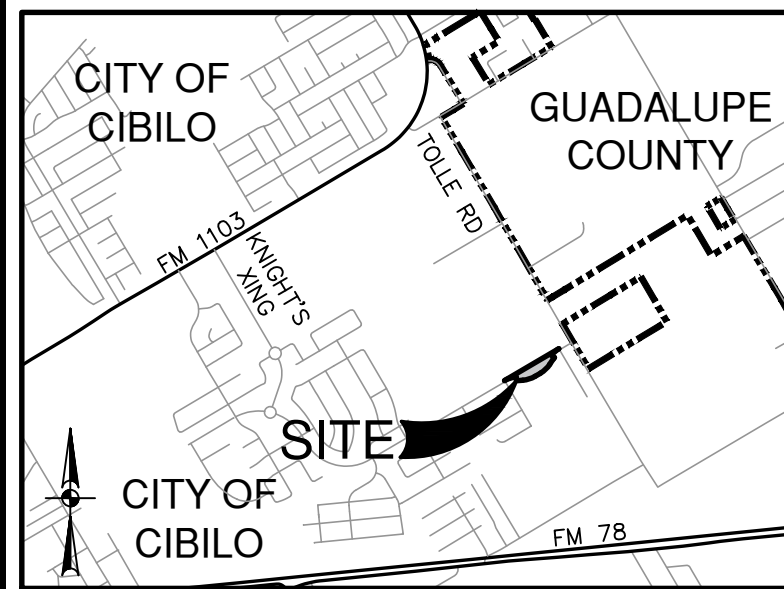 CITY OF
CIBILO
GUADALUPE
COUNTY
TOLLE RD
FM 1103
KNIGHT'S
XING
SITE
CITY OF
CIBILO
FM 78